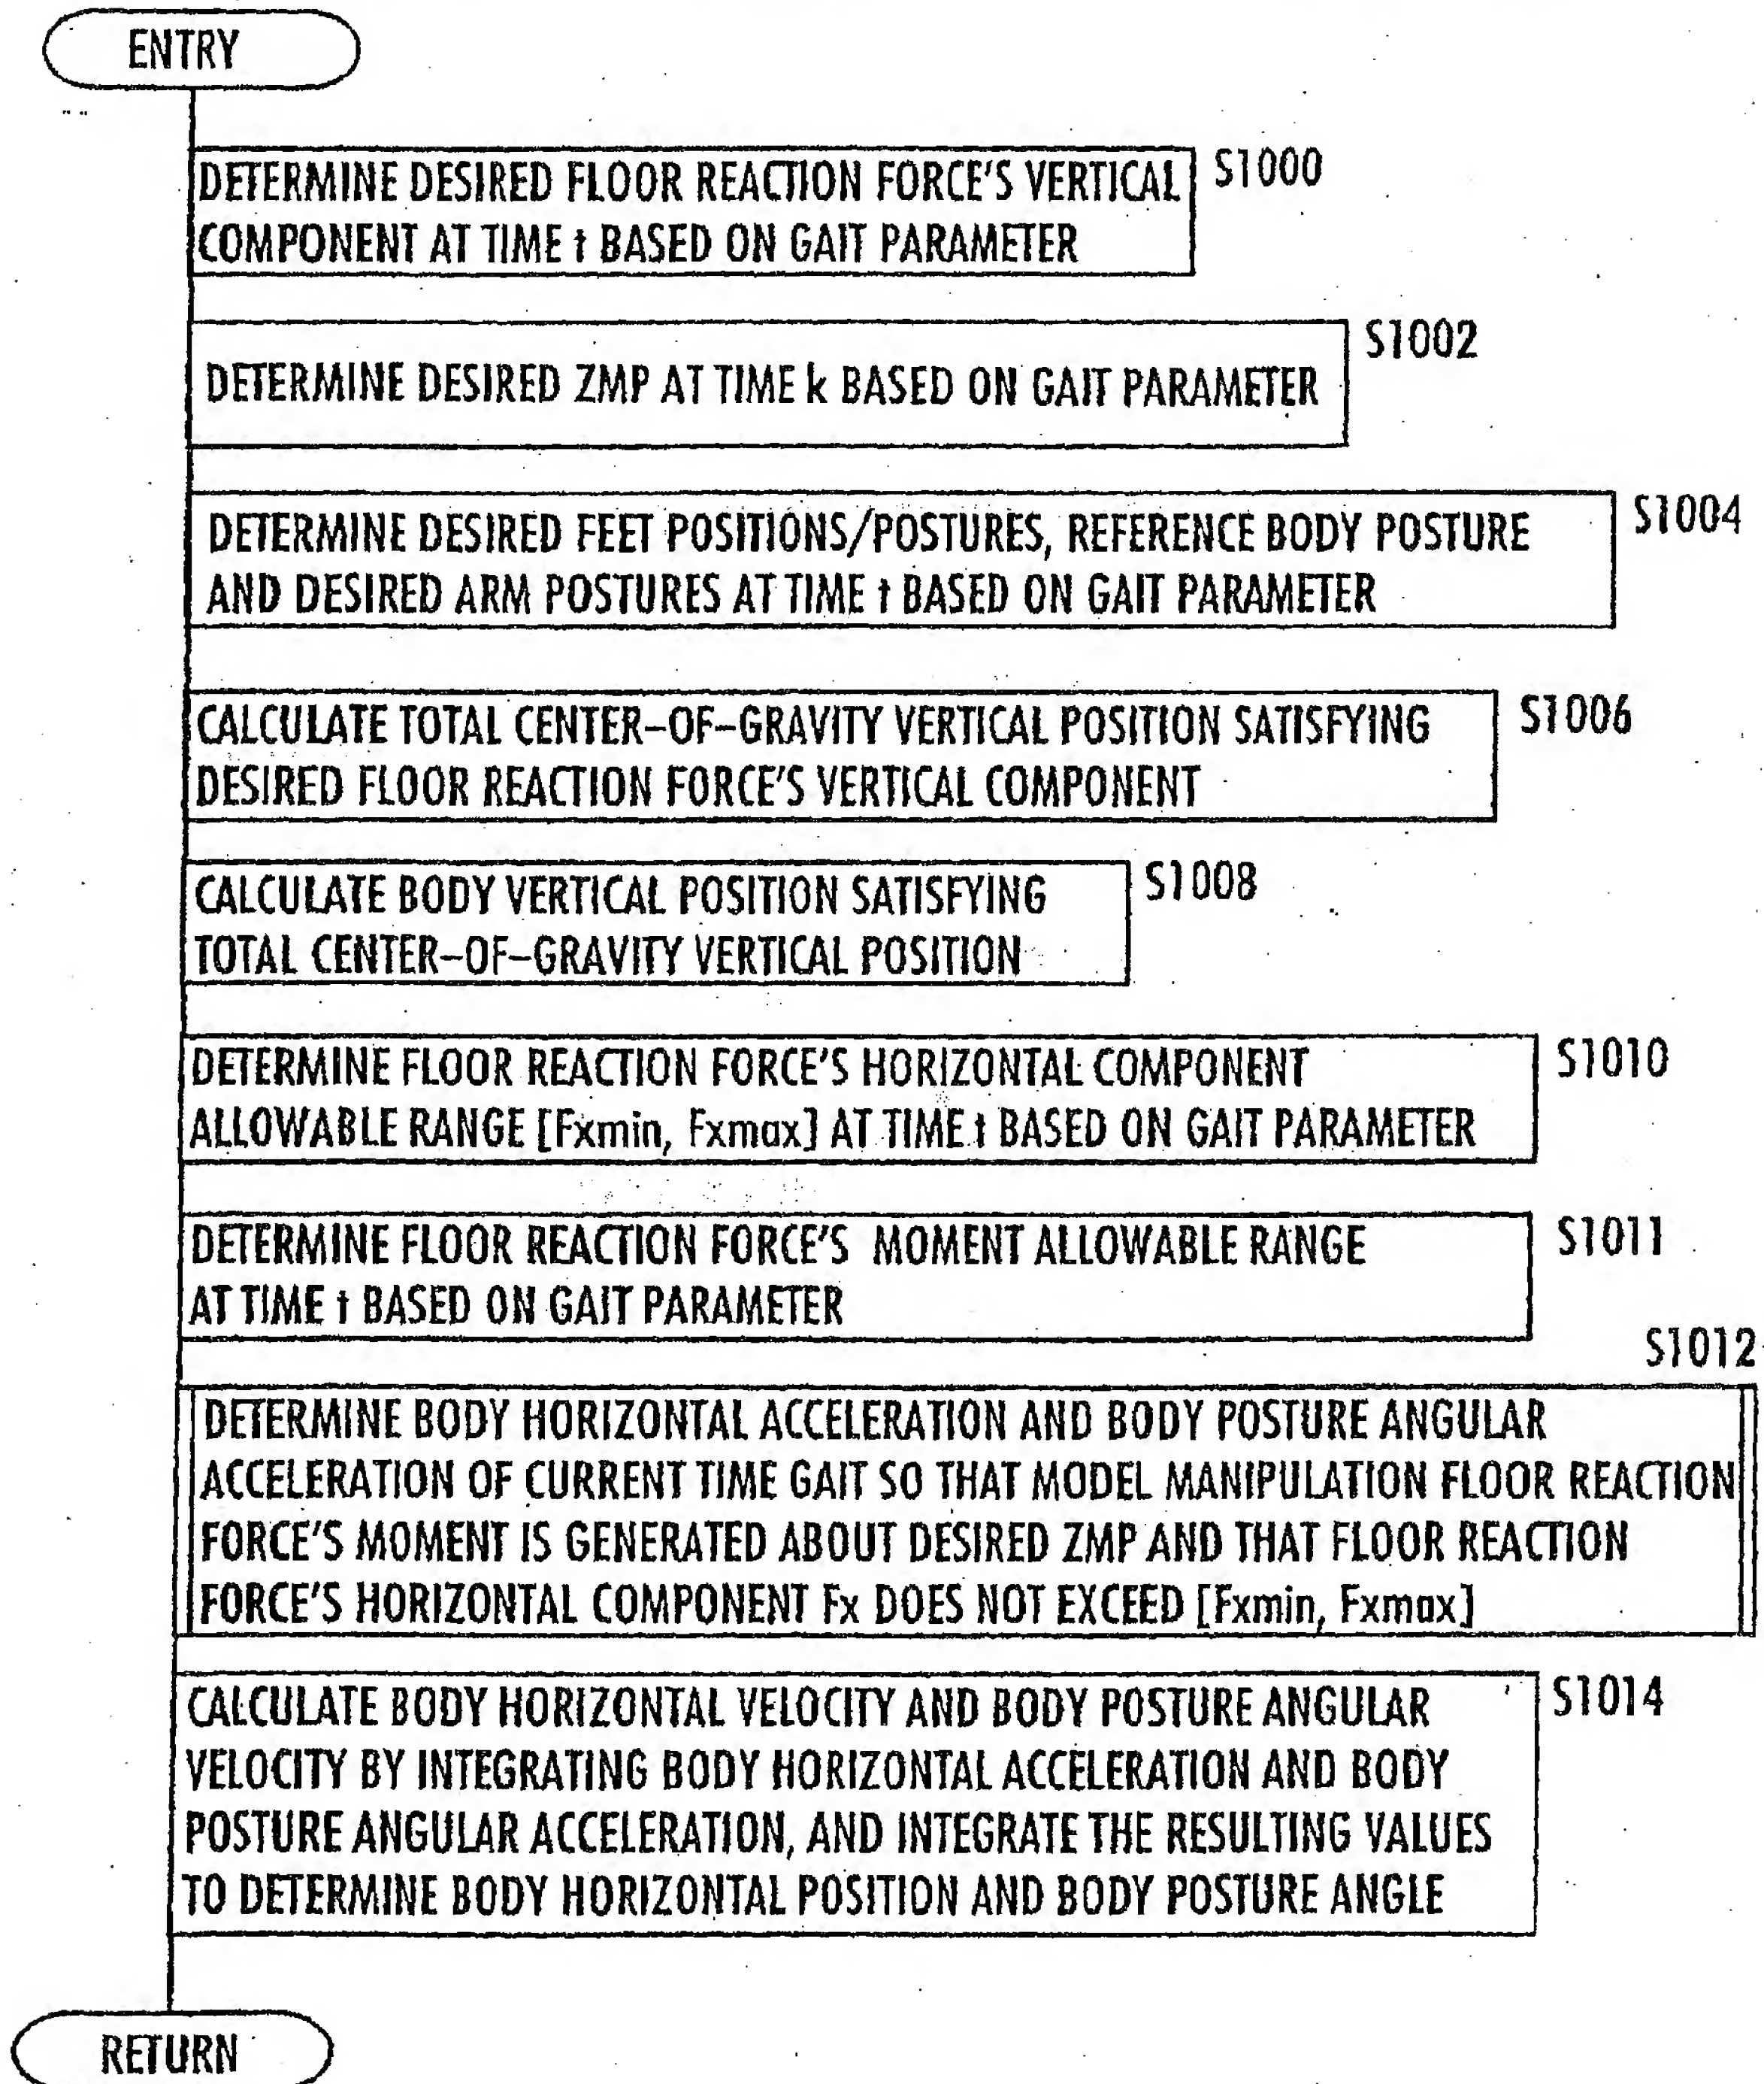 ENTRY
DETERMINE DESIRED FLOOR REACTION FORCE'S VERTICAL
COMPONENT AT TIME t BASED ON GAIT PARAMETER
S1000
DETERMINE DESIRED ZMP AT TIME k BASED ON GAIT PARAMETER
S1002
DETERMINE DESIRED FEET POSITIONS/POSTURES, REFERENCE BODY POSTURE
AND DESIRED ARM POSTURES AT TIME t BASED ON GAIT PARAMETER
S1004
CALCULATE TOTAL CENTER-OF-GRAVITY VERTICAL POSITION SATISFYING
DESIRED FLOOR REACTION FORCE'S VERTICAL COMPONENT
S1006
CALCULATE BODY VERTICAL POSITION SATISFYING
TOTAL CENTER-OF-GRAVITY VERTICAL POSITION
S1008
DETERMINE FLOOR REACTION FORCE'S HORIZONTAL COMPONENT
ALLOWABLE RANGE [Fxmin, Fxmax] AT TIME t BASED ON GAIT PARAMETER
S1010
DETERMINE FLOOR REACTION FORCE'S MOMENT ALLOWABLE RANGE
AT TIME t BASED ON GAIT PARAMETER
S1011
S1012
DETERMINE BODY HORIZONTAL ACCELERATION AND BODY POSTURE ANGULAR
ACCELERATION OF CURRENT TIME GAIT SO THAT MODEL MANIPULATION FLOOR REACTION
FORCE'S MOMENT IS GENERATED ABOUT DESIRED ZMP AND THAT FLOOR REACTION
FORCE'S HORIZONTAL COMPONENT Fx DOES NOT EXCEED [Fxmin, Fxmax]
CALCULATE BODY HORIZONTAL VELOCITY AND BODY POSTURE ANGULAR
VELOCITY BY INTEGRATING BODY HORIZONTAL ACCELERATION AND BODY
POSTURE ANGULAR ACCELERATION, AND INTEGRATE THE RESULTING VALUES
TO DETERMINE BODY HORIZONTAL POSITION AND BODY POSTURE ANGLE
S1014
RETURN